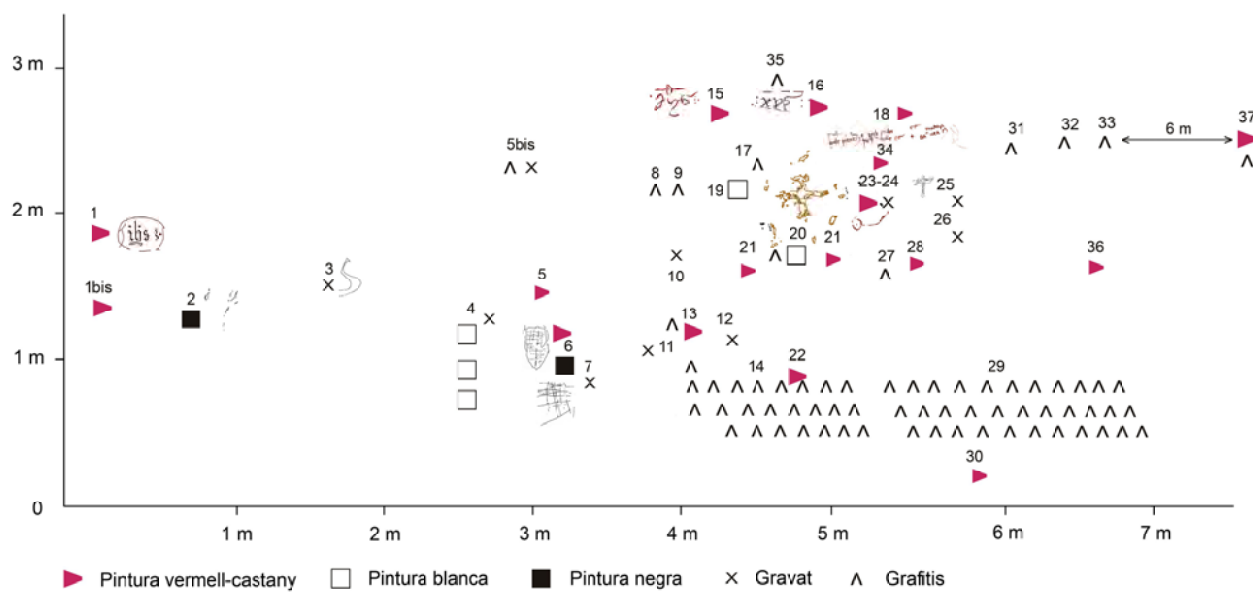 3 m
35
15
16
18
37
31
32
33
6 m
5bis
17
34
8
9
19
23-24
25
2 m
1
26
20
21
21
28
27
36
3
10
5
1bis
2
4
13
12
6
11
7
1 m
14
22
29
30
0
1 m
2 m
3 m
4 m
5 m
6 m
7 m
Pintura vermell-castany
Pintura blanca
Pintura negra
Gravat
Grafitis